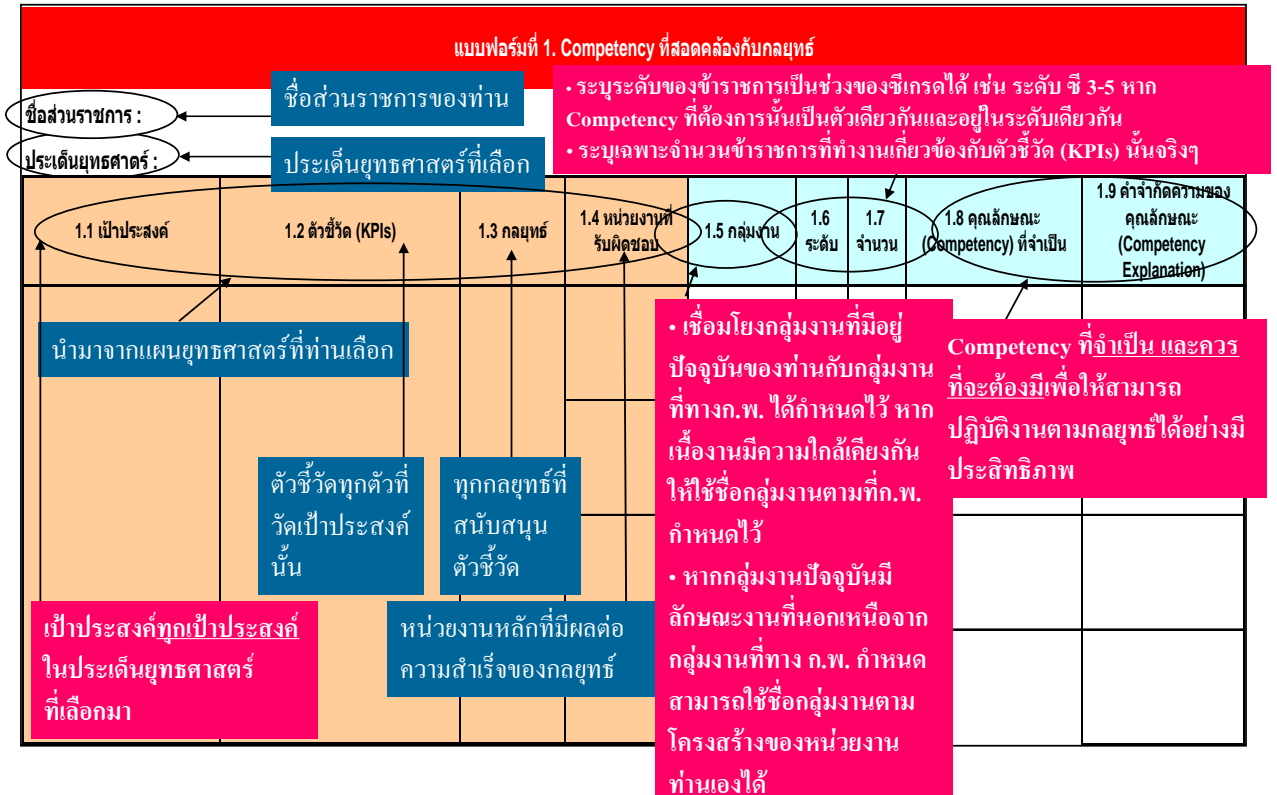 แบบฟอร์มที่ 1. Competency ที่สอดคล้องกับกลยุทธ์
ชื่อส่วนราชการ :
ชื่อส่วนราชการของท่าน
ประเด็นยุทธศาตร์ :
ประเด็นยุทธศาสตร์ที่เลือก
• ระบุระดับของข้าราชการเป็นช่วงของซีเกรดได้ เช่น ระดับ ซี 3-5 หาก
Competency ที่ต้องการนั้นเป็นตัวเดียวกันและอยู่ในระดับเดียวกัน
• ระบุเฉพาะจำนวนข้าราชการที่ทำงานเกี่ยวข้องกับตัวชี้วัด (KPIs) นั้นจริงๆ
1.1 เป้าประสงค์
1.2 ตัวชี้วัด (KPIs)
1.3 กลยุทธ์
1.4 หน่วยงานที่
รับผิดชอบ
1.5 กลุ่มงาน
1.6
ระดับ
1.7
จำนวน
1.8 คุณลักษณะ
(Competency) ที่จำเป็น
1.9 คำจำกัดความของ
คุณลักษณะ
(Competency
Explanation)
นำมาจากแผนยุทธศาสตร์ที่ท่านเลือก
ตัวชี้วัดทุกตัวที่
วัดเป้าประสงค์
นั้น
ทุกกลยุทธ์ที่
สนับสนุน
ตัวชี้วัด
เป้าประสงค์ทุกเป้าประสงค์
ในประเด็นยุทธศาสตร์
ที่เลือกมา
หน่วยงานหลักที่มีผลต่อ
ความสำเร็จของกลยุทธ์
• เชื่อมโยงกลุ่มงานที่มีอยู่
ปัจจุบันของท่านกับกลุ่มงาน
ที่ทางก.พ. ได้กำหนดไว้ หาก
เนื้องานมีความใกล้เคียงกัน
ให้ใช้ชื่อกลุ่มงานตามที่ก.พ.
กำหนดไว้
• หากกลุ่มงานปัจจุบันมี
ลักษณะงานที่นอกเหนือจาก
กลุ่มงานที่ทาง ก.พ. กำหนด
สามารถใช้ชื่อกลุ่มงานตาม
โครงสร้างของหน่วยงาน
ท่านเองได้
Competency ที่จำเป็น และควร
ที่จะต้องมีเพื่อให้สามารถ
ปฏิบัติงานตามกลยุทธ์ได้อย่างมี
ประสิทธิภาพ